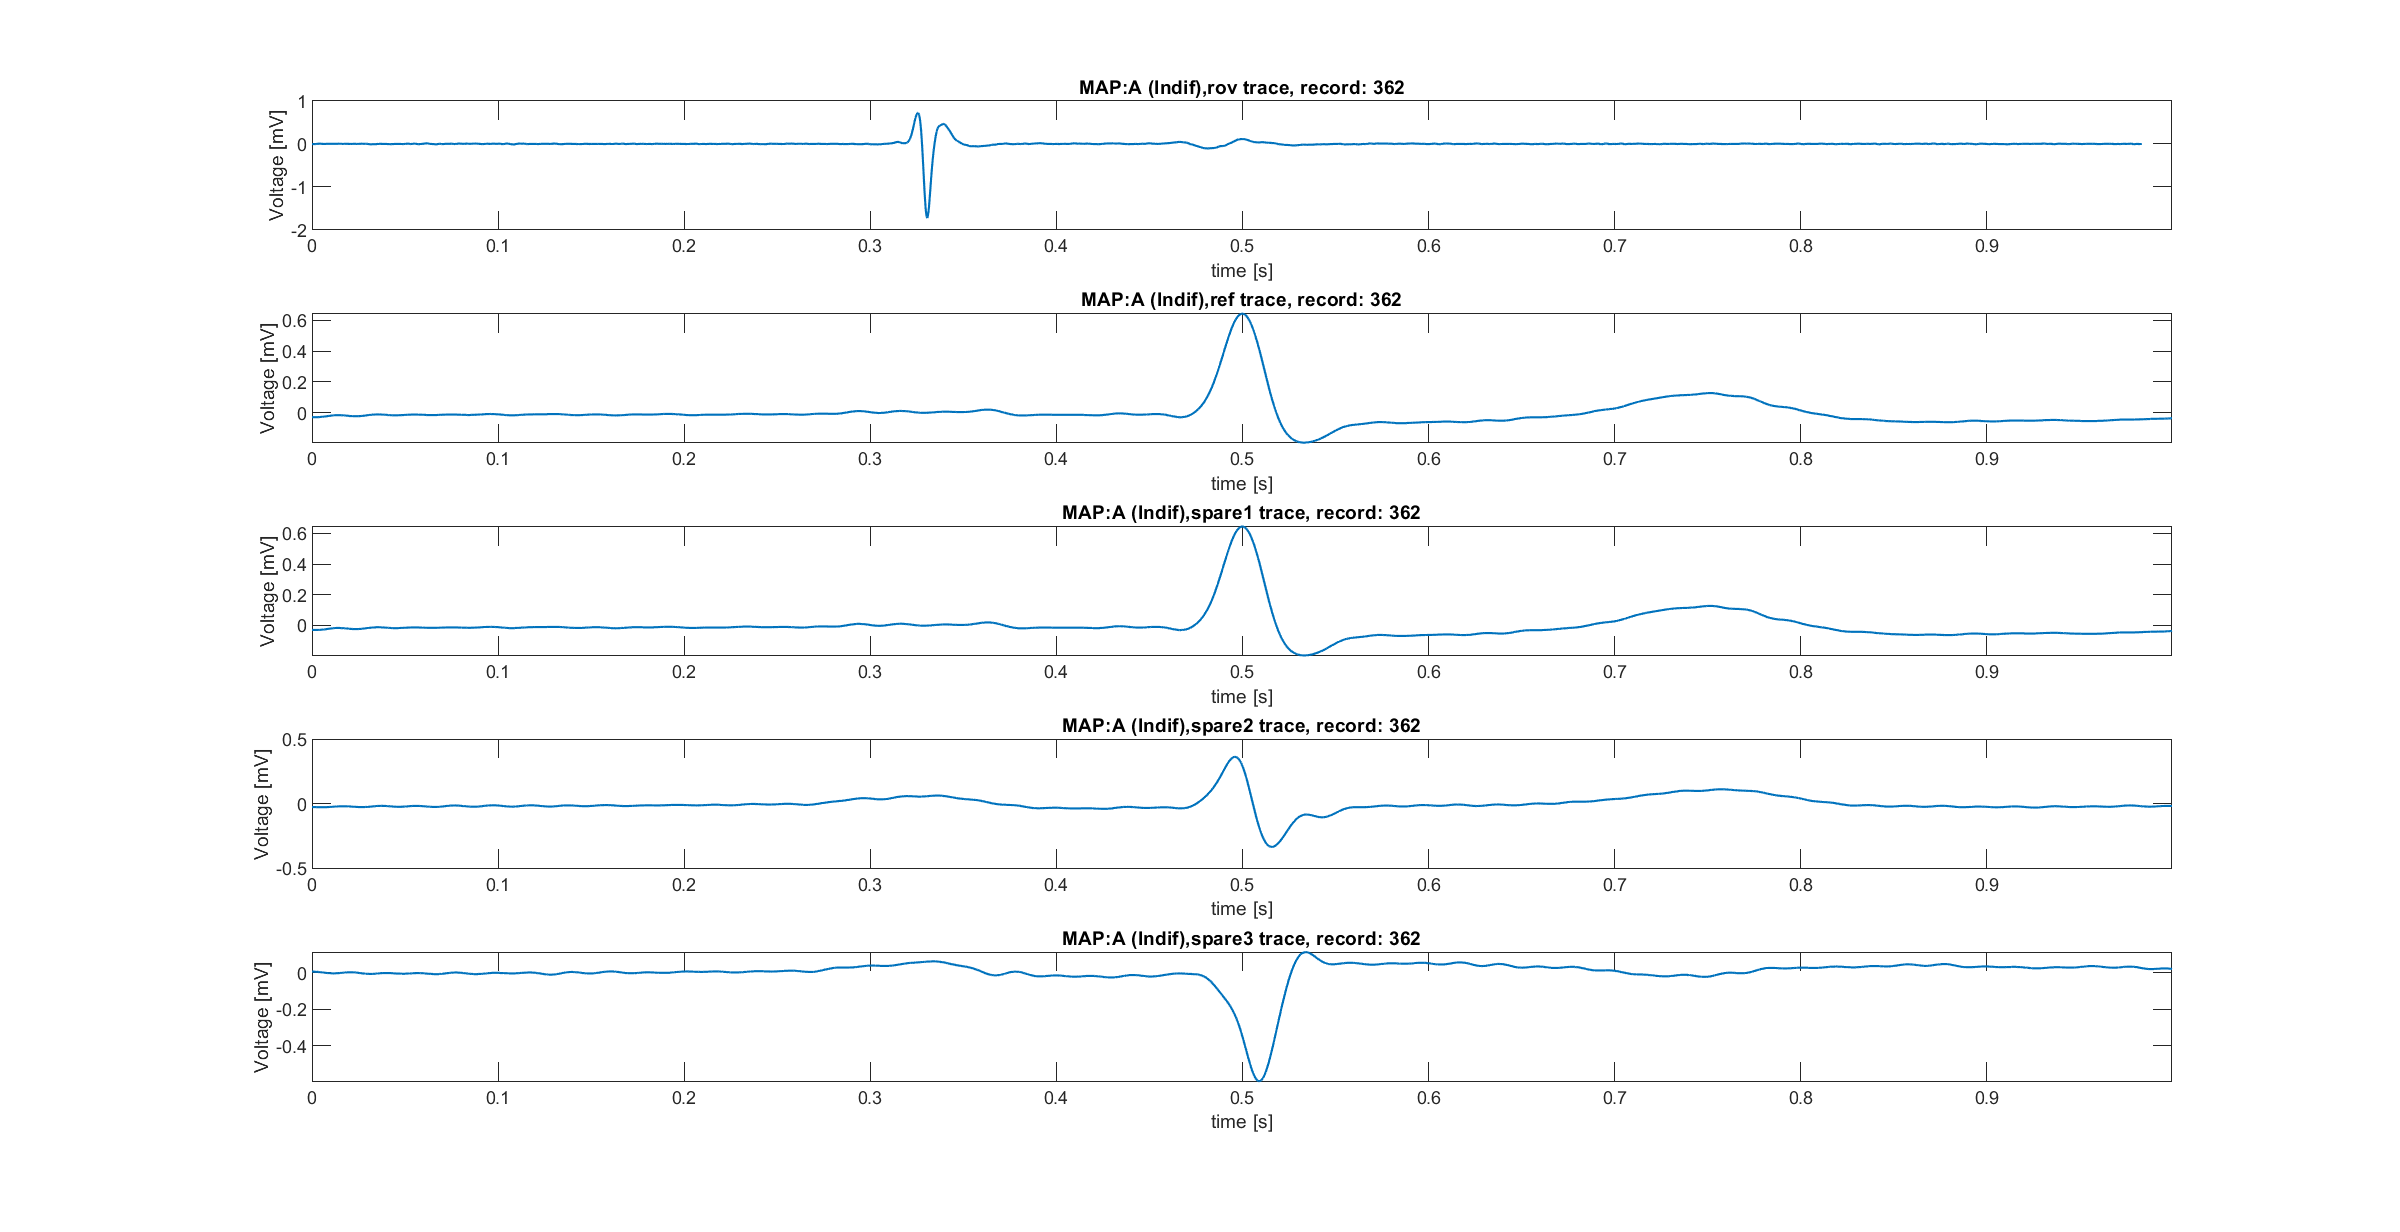 MAP:A (Indif),rov trace, record: 362
Voltage [mV]
1
0
-1
-2
0 0.1 0.2 0.3 0.4 0.5 0.6 0.7 0.8 0.9
time [s]
MAP:A (Indif),ref trace, record: 362
Voltage [mV]
0.6
0.4
0.2
0
0 0.1 0.2 0.3 0.4 0.5 0.6 0.7 0.8 0.9
time [s]
MAP:A (Indif),spare1 trace, record: 362
Voltage [mV]
0.6
0.4
0.2
0
0 0.1 0.2 0.3 0.4 0.5 0.6 0.7 0.8 0.9
time [s]
MAP:A (Indif),spare2 trace, record: 362
Voltage [mV]
0.5
0
-0.5
0 0.1 0.2 0.3 0.4 0.5 0.6 0.7 0.8 0.9
time [s]
MAP:A (Indif),spare3 trace, record: 362
Voltage [mV]
0
-0.2
-0.4
0 0.1 0.2 0.3 0.4 0.5 0.6 0.7 0.8 0.9
time [s]